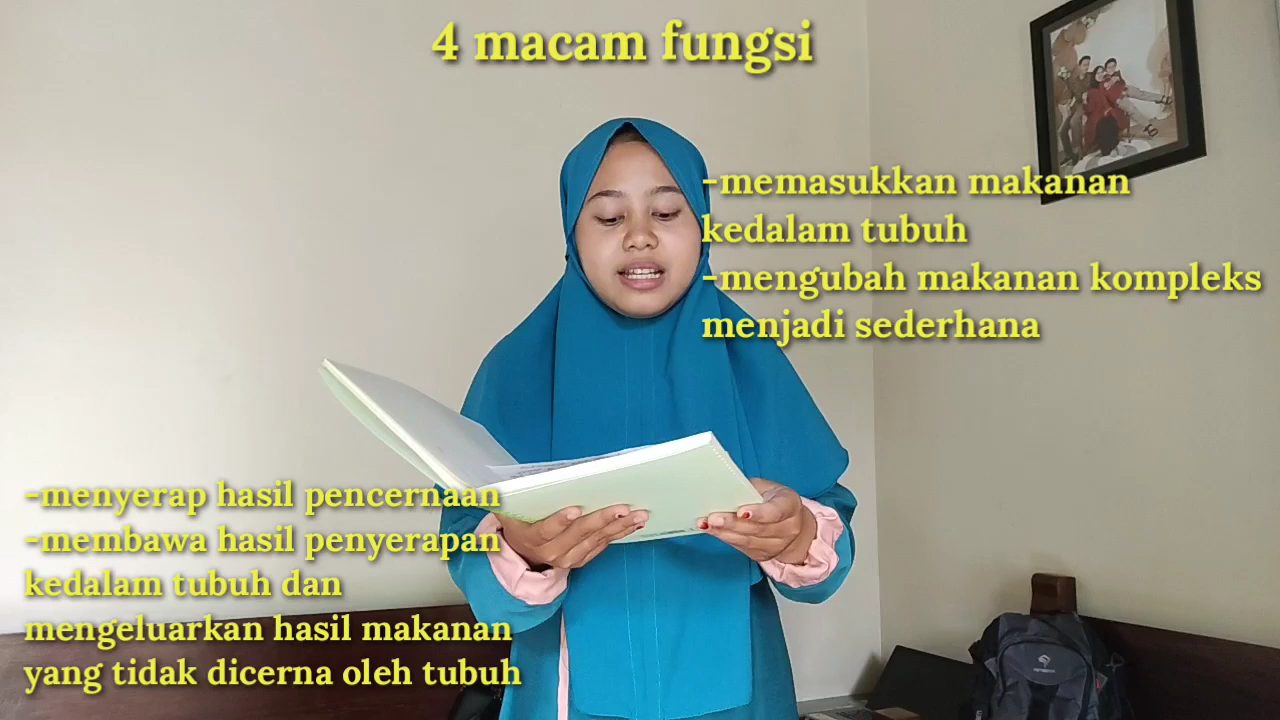 4 macam fungsi
-memasukkan makanan
kedalam tubuh
-mengubah makanan kompleks
menjadi sederhana
-menyerap hasil pencernaan
-membawa hasil penyerapan
kedalam tubuh dan
mengeluarkan hasil makanan
yang tidak dicerna oleh tubuh